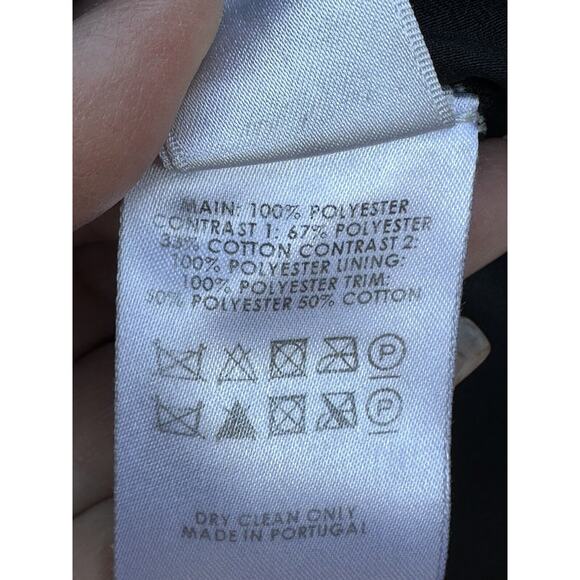 MAIN: 100% POLYESTER
CONTRAST 1: 67% POLYESTER
33% COTTON CONTRAST 2:
100% POLYESTER LINING:
100% POLYESTER TRIM:
50% POLYESTER 50% COTTON
P
P
DRY CLEAN ONLY
MADE IN PORTUGAL